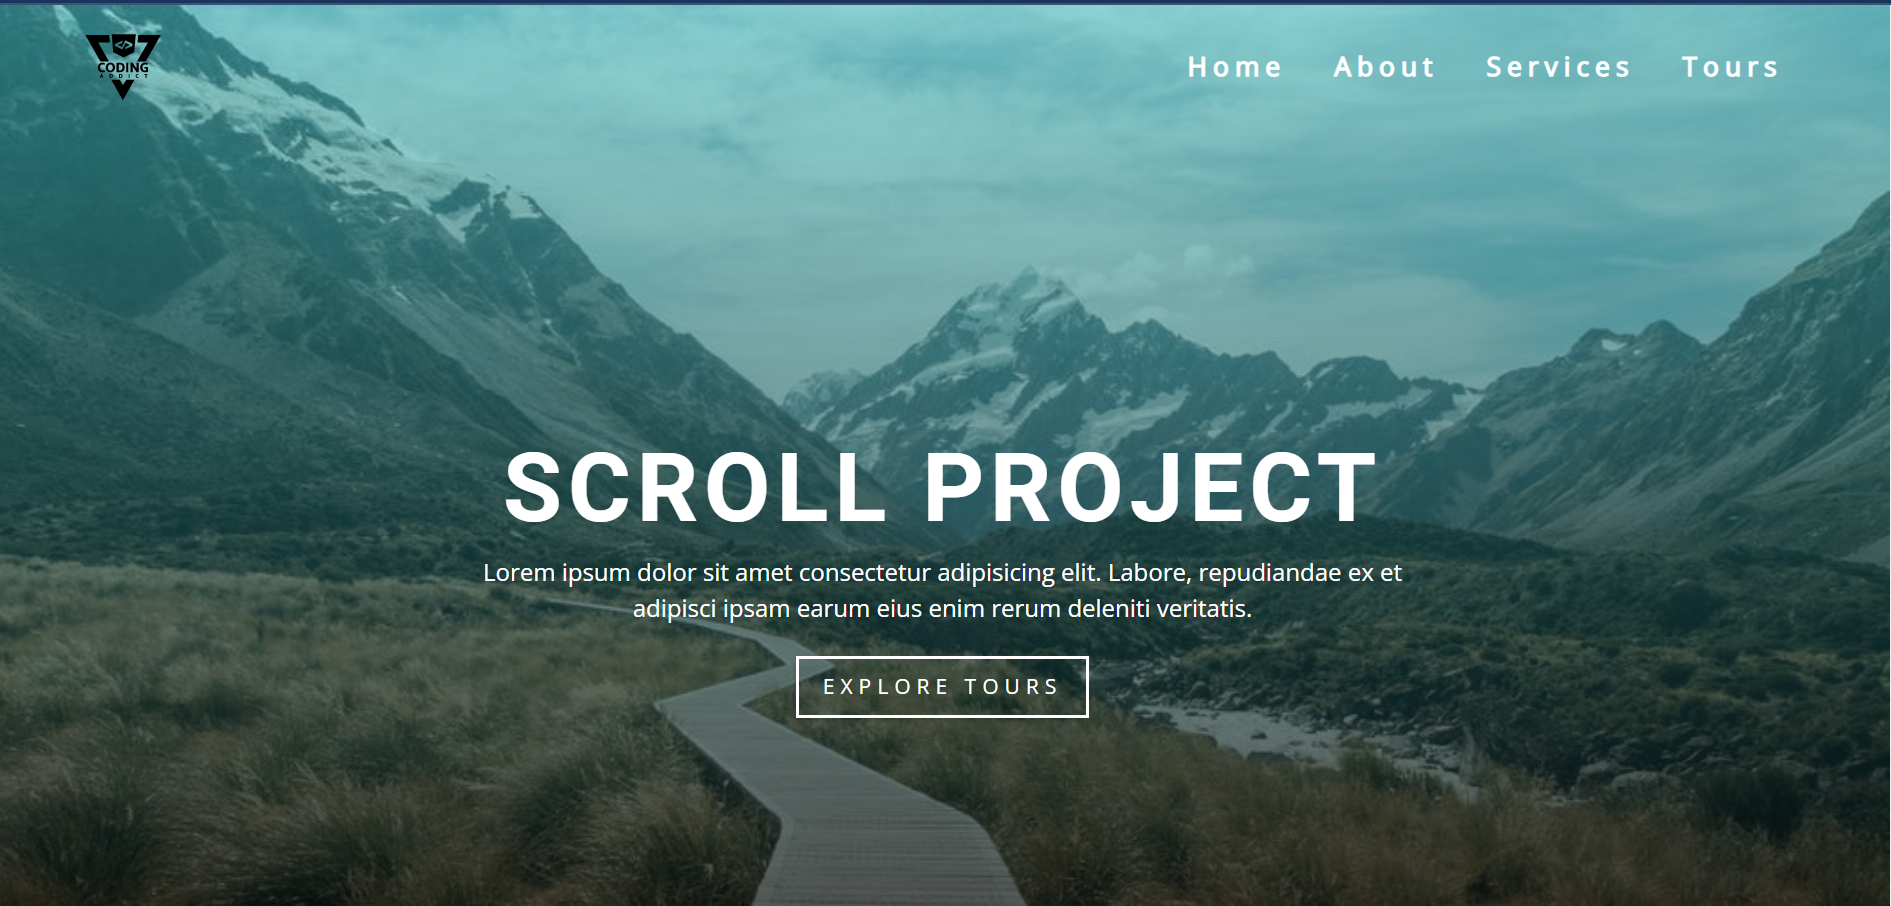 </>
CODING
ADDICT
Home About Services Tours
SCROLL PROJECT
Lorem ipsum dolor sit amet consectetur adipisicing elit. Labore, repudiandae ex et
adipisci ipsam earum eius enim rerum deleniti veritatis.
EXPLORE TOURS